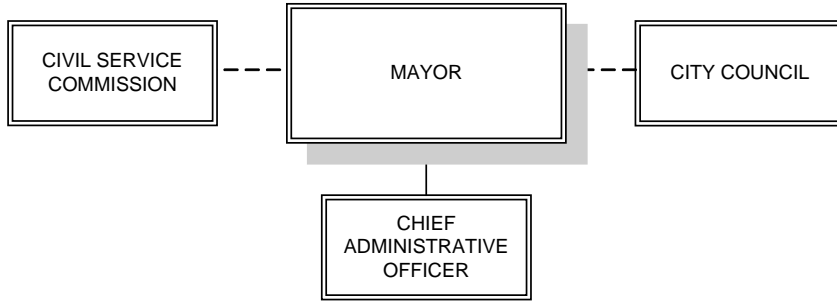 CIVIL SERVICE
COMMISSION
MAYOR
CITY COUNCIL
CHIEF
ADMINISTRATIVE
OFFICER